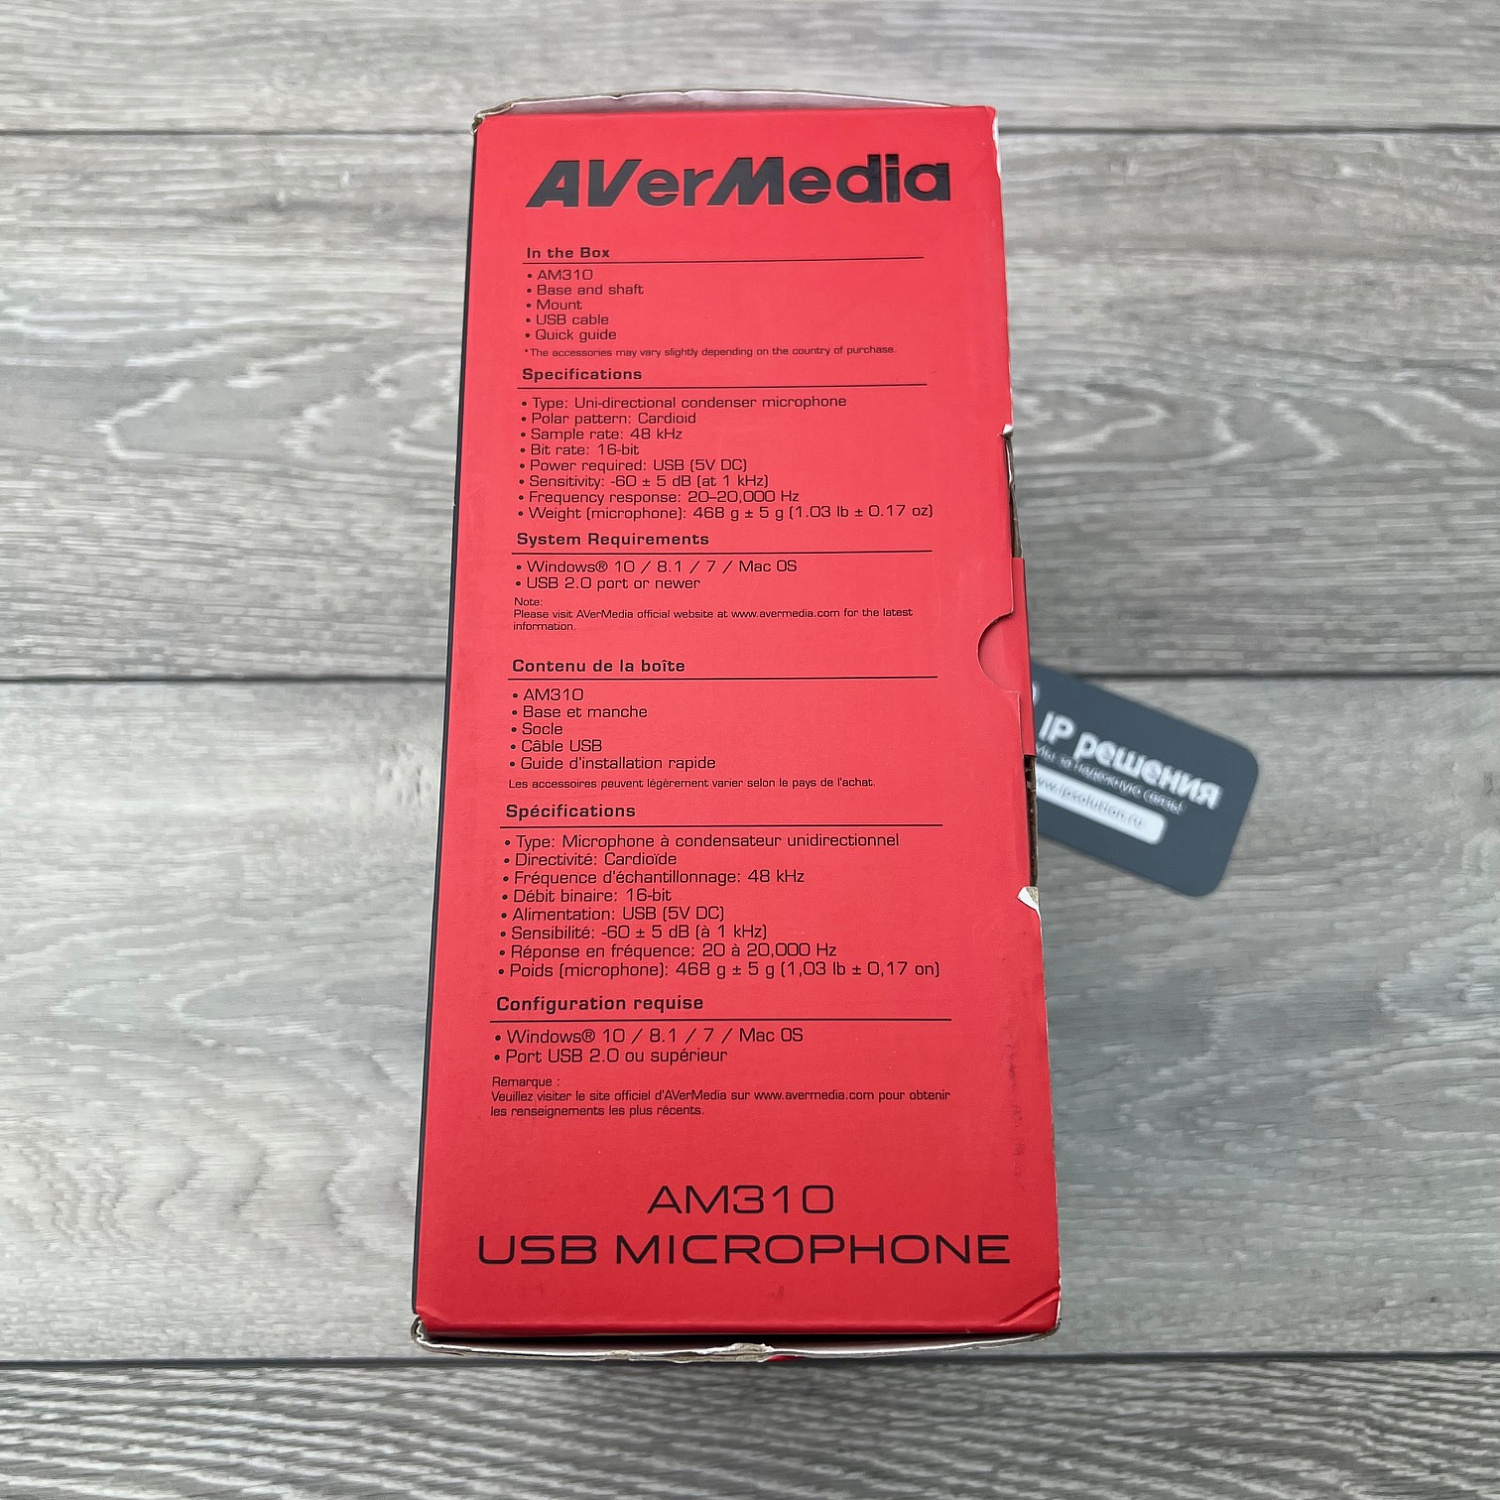 AVerMedia
In the Box
• AM310
• Base and shaft
• Mount
• USB cable
• Quick guide
*The accessories may vary slightly depending on the country of purchase.
Specifications
• Type: Uni-directional condenser microphone
• Polar pattern: Cardioid
• Sample rate: 48 kHz
• Bit rate: 16-bit
• Power required: USB (5V DC)
• Sensitivity: -60 ± 5 dB (at 1 kHz)
• Frequency response: 20–20,000 Hz
• Weight (microphone): 468 g ± 5 g (1.03 lb ± 0.17 oz)
System Requirements
• Windows® 10 / 8.1 / 7 / Mac OS
• USB 2.0 port or newer
Note:
Please visit AVerMedia official website at www.avermedia.com for the latest
information.
Contenu de la boîte
• AM310
• Base et manche
• Socle
• Câble USB
• Guide d'installation rapide
Les accessoires peuvent légèrement varier selon le pays de l'achat.
Spécifications
• Type: Microphone à condensateur unidirectionnel
• Directivité: Cardioïde
• Fréquence d'échantillonnage: 48 kHz
• Débit binaire: 16-bit
• Alimentation: USB (5V DC)
• Sensibilité: -60 ± 5 dB (à 1 kHz)
• Réponse en fréquence: 20 à 20,000 Hz
• Poids (microphone): 468 g ± 5 g (1,03 lb ± 0,17 on)
Configuration requise
• Windows® 10 / 8.1 / 7 / Mac OS
• Port USB 2.0 ou supérieur
Remarque :
Veuillez visiter le site officiel d'AVerMedia sur www.avermedia.com pour obtenir
les renseignements les plus récents.
AM310
USB MICROPHONE
IP решения
Мы за надежную связь!
www.ipsolution.ru